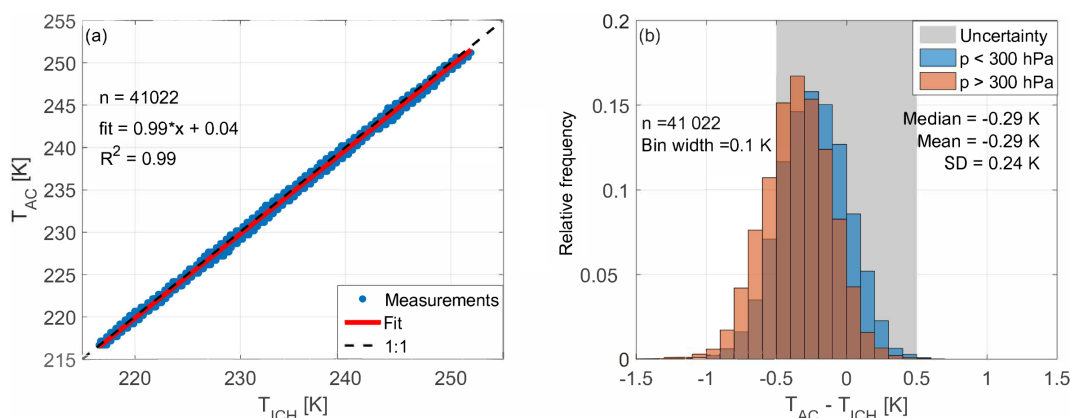 (a)
n = 41022
fit = 0.99*x + 0.04
R² = 0.99
Measurements
Fit
1:1
255
250
245
240
235
230
225
220
215
T_AC [K]
220
230
240
250
T_ICH [K]
(b)
Uncertainty
p < 300 hPa
p > 300 hPa
n =41 022
Bin width =0.1 K
Median = -0.29 K
Mean = -0.29 K
SD = 0.24 K
0.2
0.15
0.1
0.05
0
Relative frequency
-1.5
-1
-0.5
0
0.5
1
1.5
T_AC - T_ICH [K]